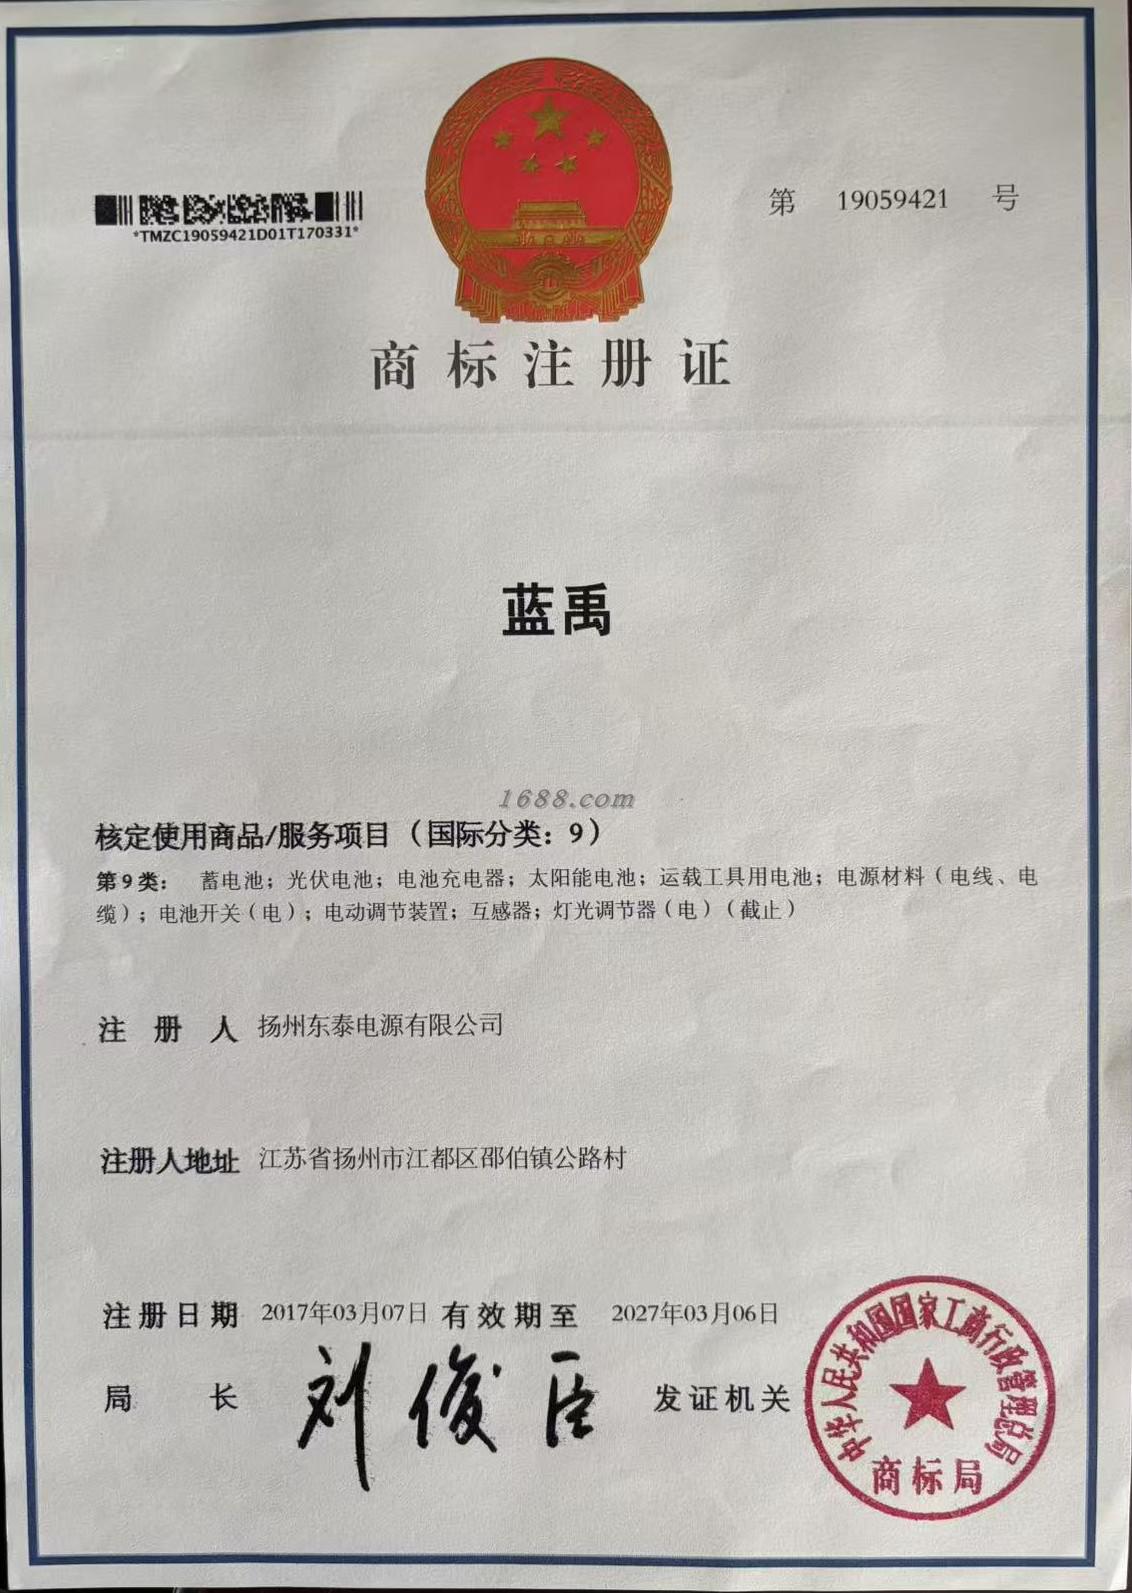 第 19059421 号
*TMZC19059421D01T170331*
商标注册证
蓝禹
1688.com
核定使用商品/服务项目（国际分类：9）
第9类： 蓄电池；光伏电池；电池充电器；太阳能电池；运载工具用电池；电源材料（电线、电
缆）；电池开关（电）；电动调节装置；互感器；灯光调节器（电）（截止）
注册人 扬州东泰电源有限公司
注册人地址 江苏省扬州市江都区邵伯镇公路村
注册日期 2017年03月07日 有效期至 2027年03月06日
局长 刘俊臣 发证机关
中华人民共和国国家工商行政管理总局
商标局